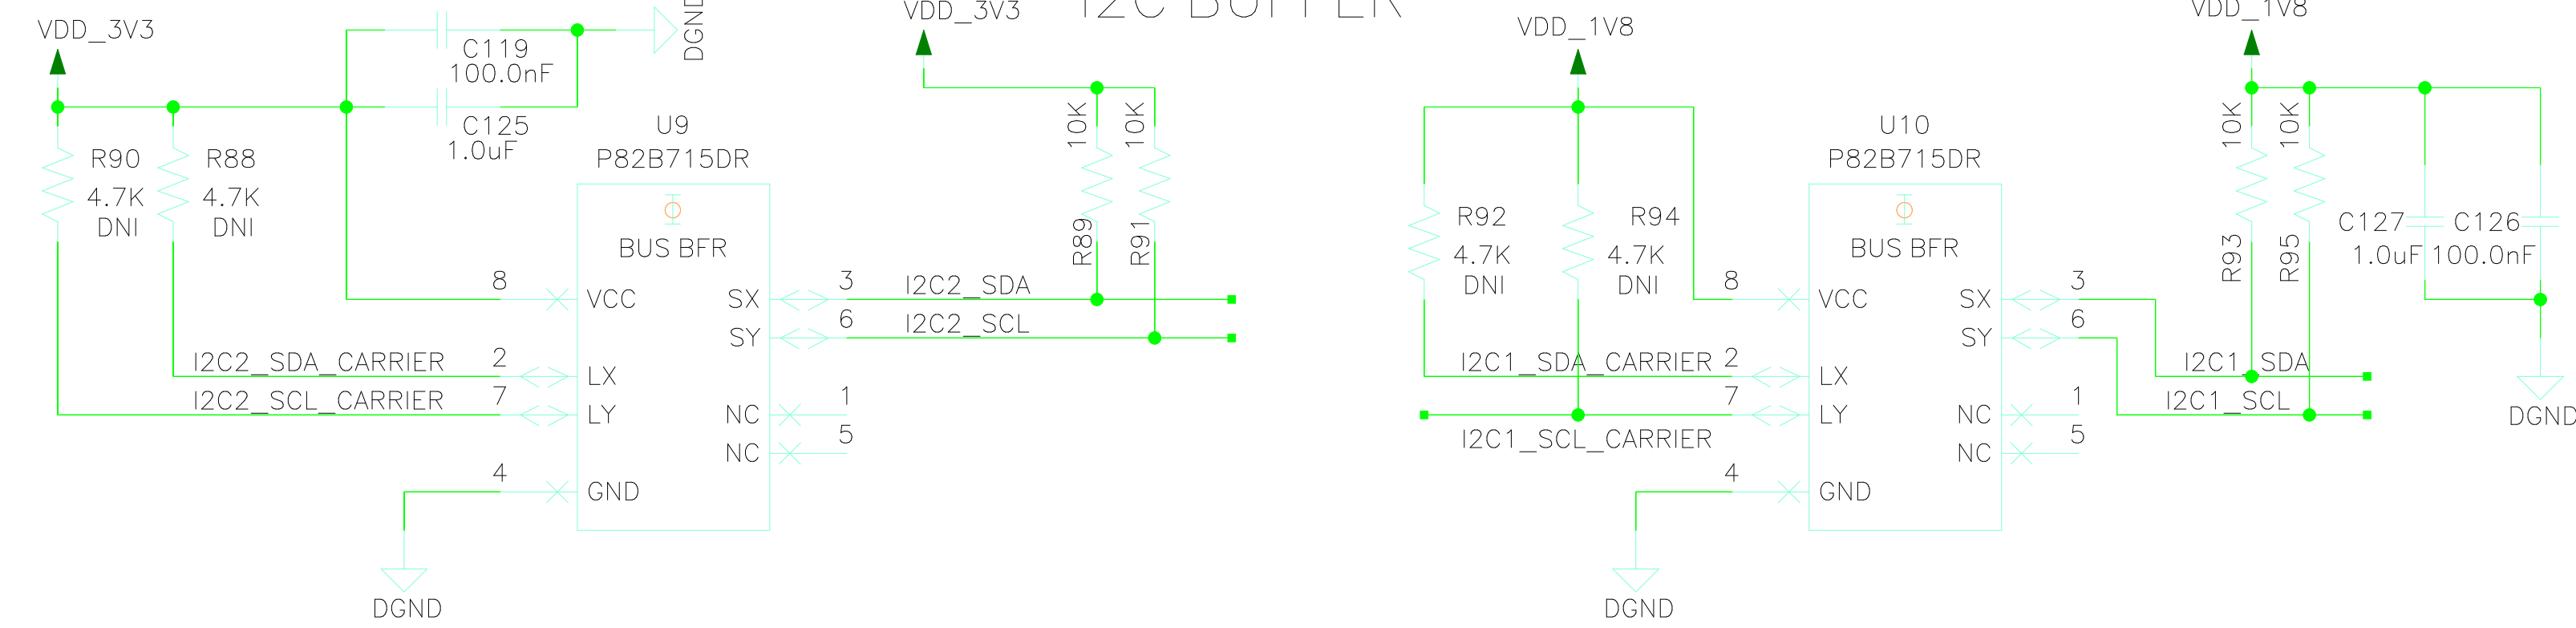 I2C BUFFER
VDD_3V3
C119
100.0nF
DGND
C125
1.0uF
R90
4.7K
DNI
R88
4.7K
DNI
U9
P82B715DR
BUS BFR
8
VCC
SX
3
I2C2_SDA
SY
6
I2C2_SCL
I2C2_SDA_CARRIER
2
LX
I2C2_SCL_CARRIER
7
LY
NC
1
NC
5
4
GND
DGND
VDD_3V3
10K
10K
R89
R91
VDD_1V8
R92
4.7K
DNI
R94
4.7K
DNI
U10
P82B715DR
BUS BFR
8
VCC
SX
3
SY
6
I2C1_SDA_CARRIER
2
LX
7
LY
I2C1_SCL_CARRIER
NC
1
NC
5
4
GND
DGND
VDD_1V8
10K
10K
R93
R95
C127
1.0uF
C126
100.0nF
I2C1_SDA
I2C1_SCL
DGND